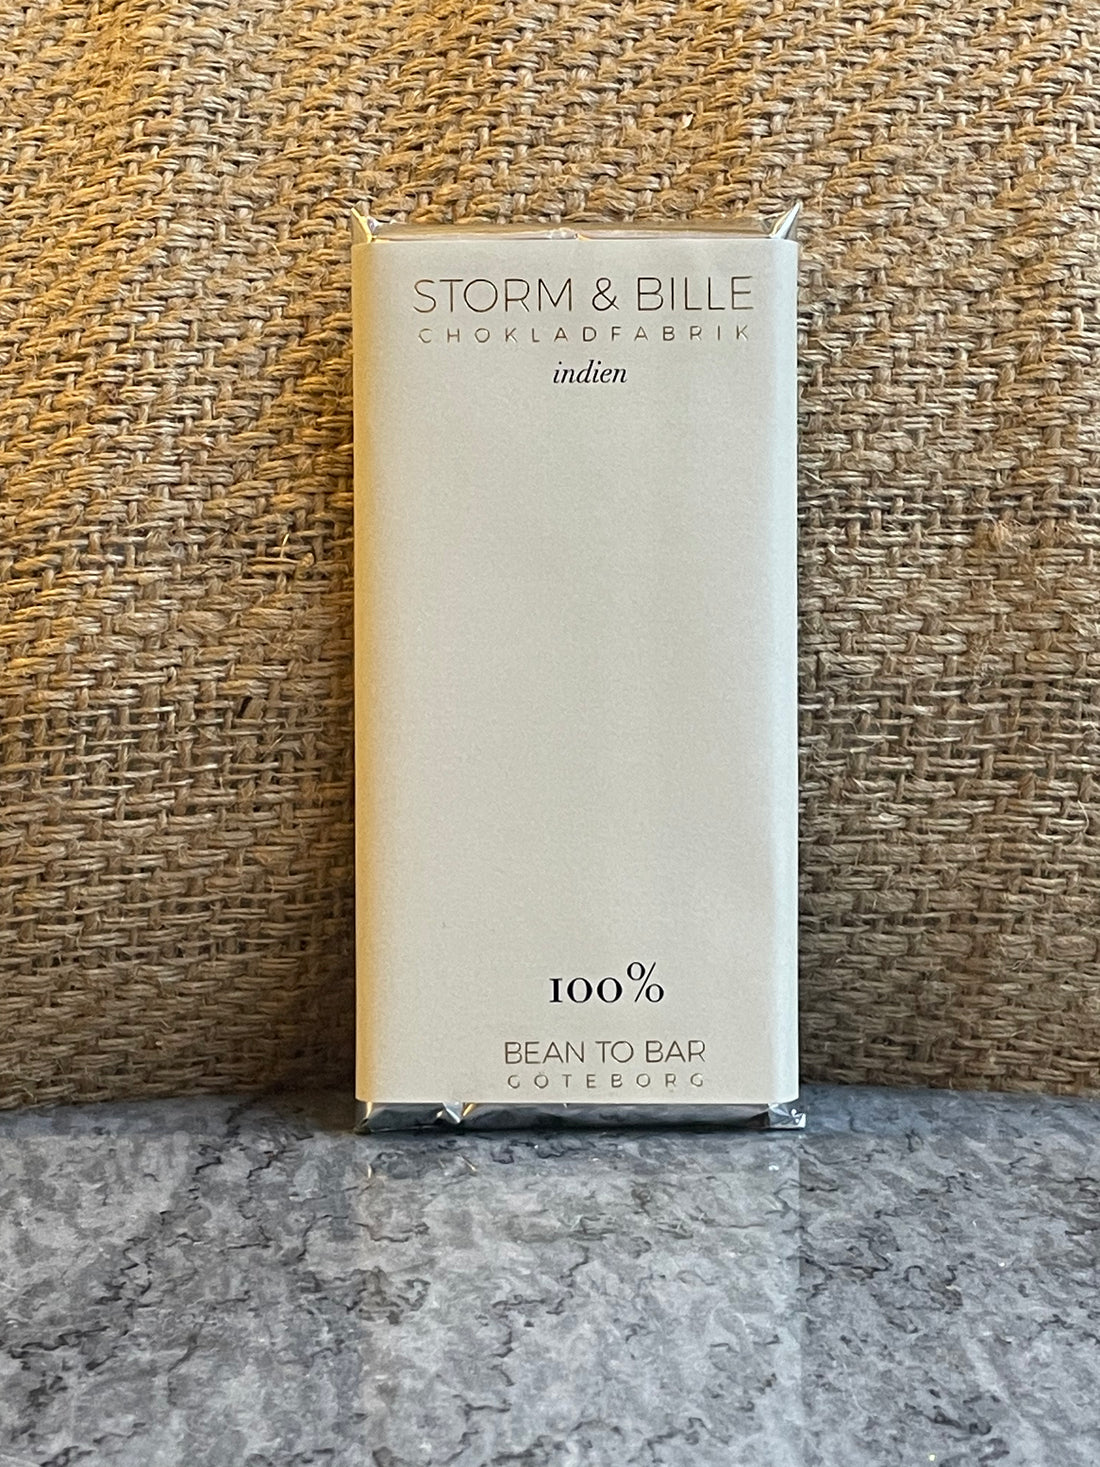 STORM & BILLE
CHOKLADFABRIK
indien
100%
BEAN TO BAR
GÖTEBORG